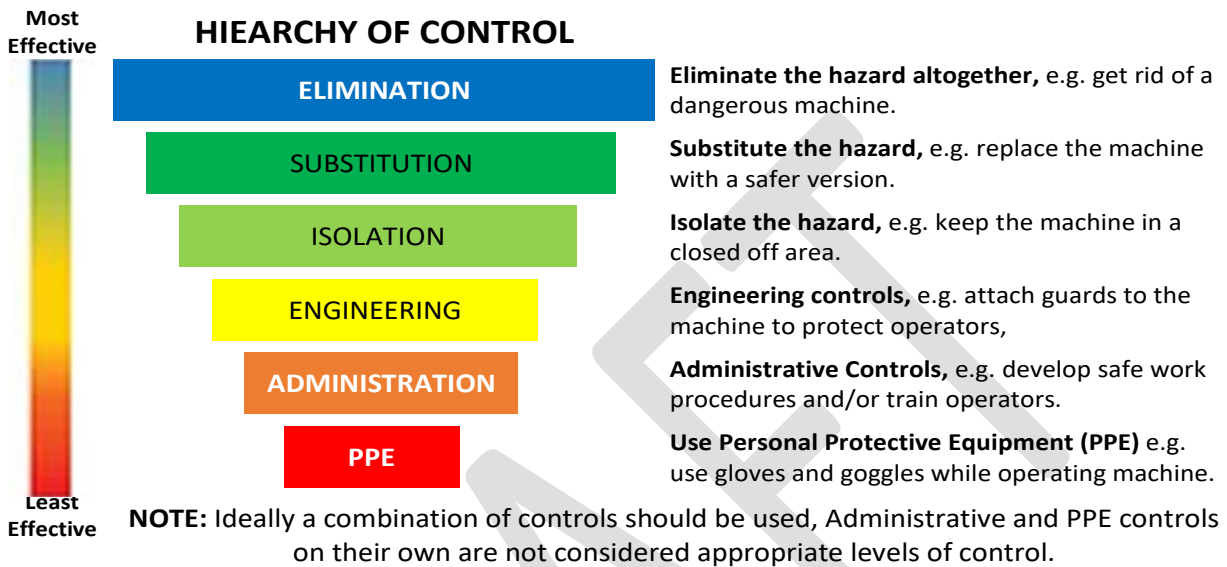 Most
Effective
HIEARCHY OF CONTROL
ELIMINATION
Eliminate the hazard altogether, e.g. get rid of a
dangerous machine.
SUBSTITUTION
Substitute the hazard, e.g. replace the machine
with a safer version.
ISOLATION
Isolate the hazard, e.g. keep the machine in a
closed off area.
ENGINEERING
Engineering controls, e.g. attach guards to the
machine to protect operators,
ADMINISTRATION
Administrative Controls, e.g. develop safe work
procedures and/or train operators.
PPE
Use Personal Protective Equipment (PPE) e.g.
use gloves and goggles while operating machine.
Least
Effective
NOTE: Ideally a combination of controls should be used, Administrative and PPE controls
on their own are not considered appropriate levels of control.